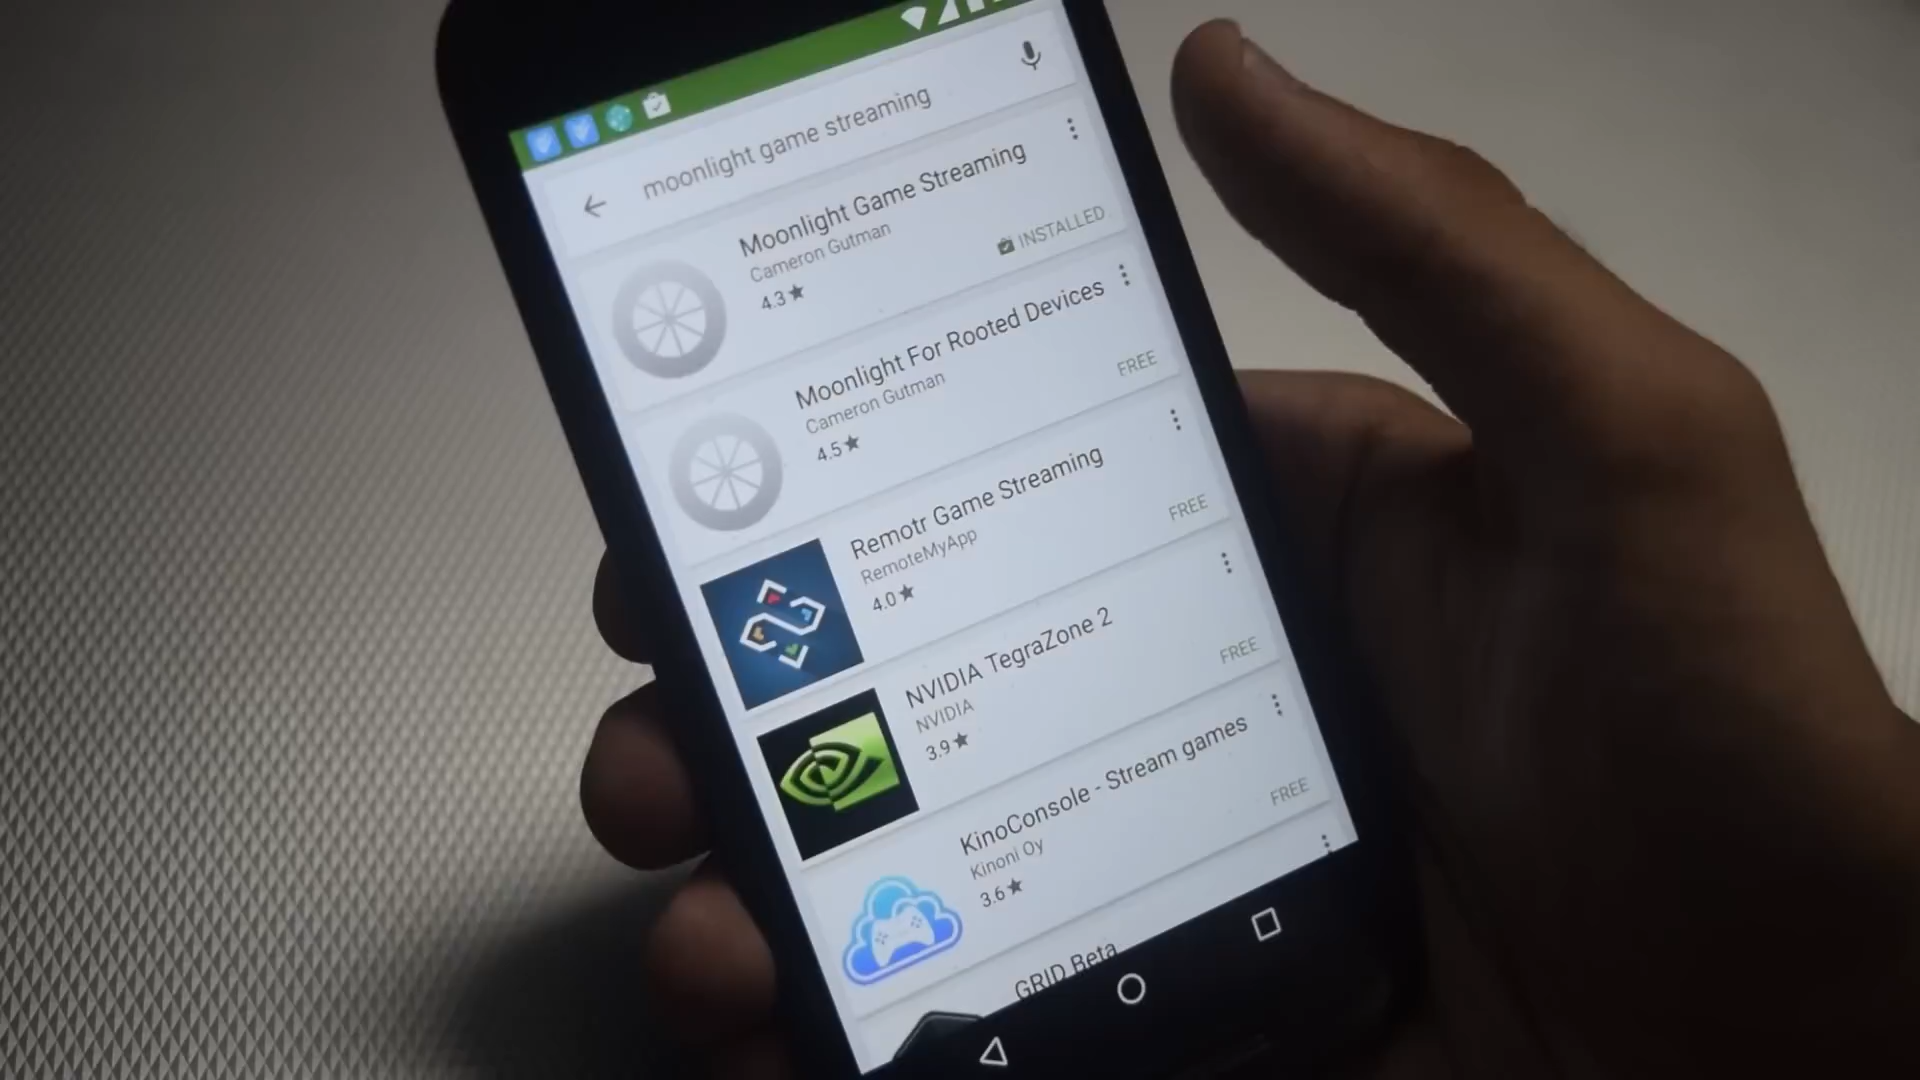 moonlight game streaming
Moonlight Game Streaming
Cameron Gutman
4.3
INSTALLED
Moonlight For Rooted Devices
Cameron Gutman
4.5
FREE
Remotr Game Streaming
RemoteMyApp
4.0
FREE
NVIDIA TegraZone 2
NVIDIA
3.9
FREE
KinoConsole - Stream games
Kinoni Oy
3.6
FREE
GRID Beta